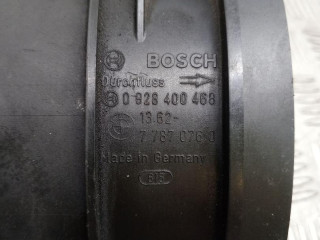 BOSCH
Durchfluss
0 928 400 468
13.62-
7 787 076
Made in Germany